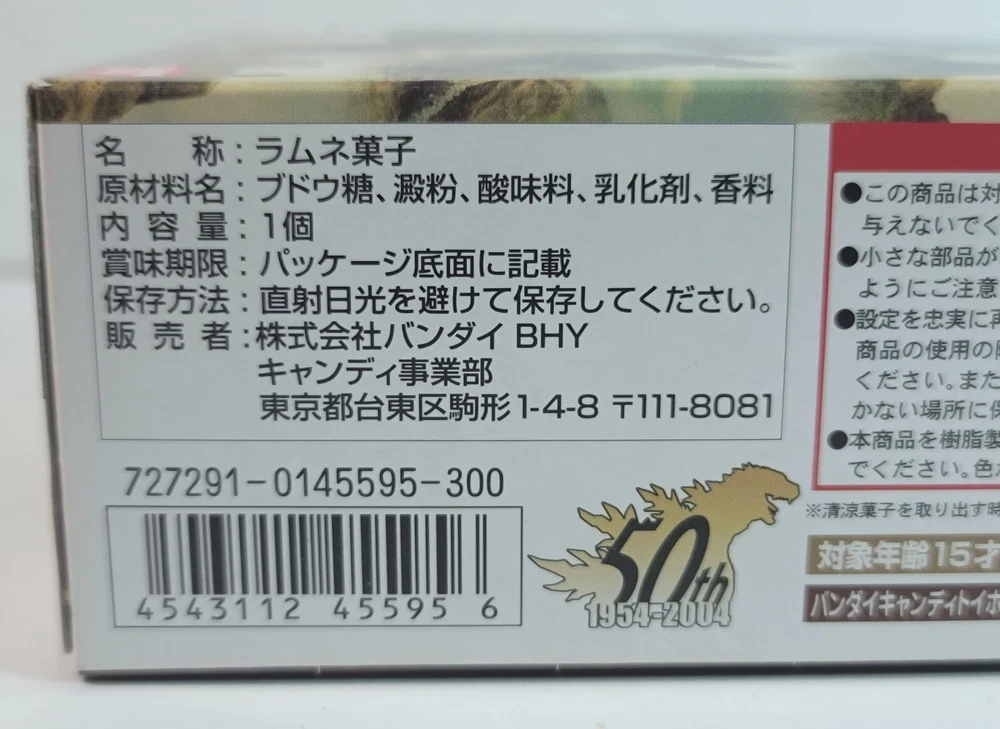 名 称：ラムネ菓子
原材料名：ブドウ糖、澱粉、酸味料、乳化剤、香料
内容量：1個
賞味期限：パッケージ底面に記載
保存方法：直射日光を避けて保存してください。
販売者：株式会社バンダイ BHY
キャンディ事業部
東京都台東区駒形1-4-8 〒111-8081
727291-0145595-300
4543112 45595 6
50th
1954-2004
●この商品は対
与えないでく
●小さな部品が
ようにご注意
●設定を忠実に再
商品の使用の
ください。また
かない場所に保
●本商品を樹脂製
でください。色
※清涼菓子を取り出す時
対象年齢15才
バンダイキャンディトイホ